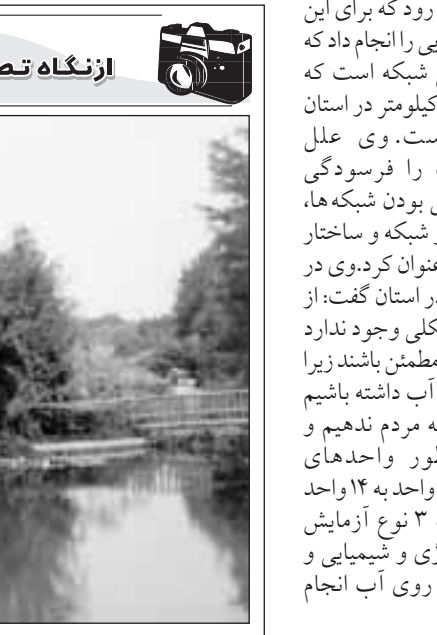 رود که برای این
یی را انجام داد که
شبکه است که
کیلومتر در استان
ست. وی علل
را فرسودگی
بودن شبکه‌ها،
شبکه و ساختار
عنوان کرد.وی در
در استان گفت: از
کلی وجود ندارد
مطمئن باشند زیرا
آب داشته باشیم
ه مردم ندهیم و
طور واحدهای
واحد به ۱۴ واحد
۳ نوع آزمایش
ژی و شیمیایی و
روی آب انجام
ازنگاه تص